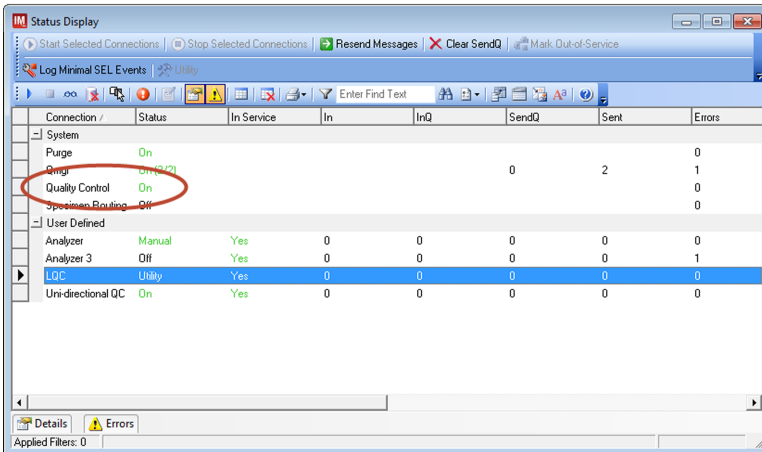 IM Status Display
Start Selected Connections Stop Selected Connections Resend Messages Clear SendQ Mark Out-of-Service
Log Minimal SEL Events Utility
Enter Find Text
Connection / Status In Service In InQ SendQ Sent Errors
System
Purge On 0
Qmgr On (2/2) 0 2 1
Quality Control On 0
Specimen Routing Off 0
User Defined
Analyzer Manual Yes 0 0 0 0 0
Analyzer 3 Off Yes 0 0 0 0 1
LQC Utility Yes 0 0 0 0 0
Uni-directional QC On Yes 0 0 0 0 0
Details Errors
Applied Filters: 0